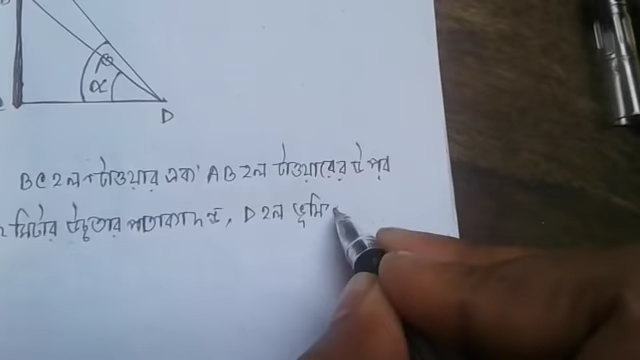 β
α
D
BC হল টাওয়ার এবং AB হল টাওয়ারের উপর
মিটার উচ্চতার পতাকাদণ্ড, D হল ভূমি